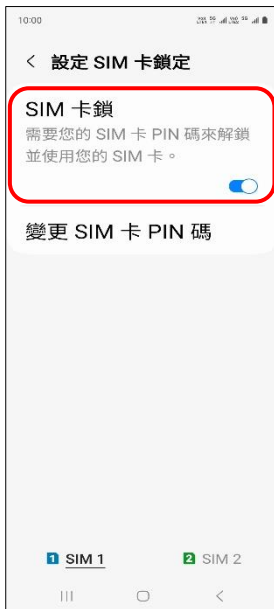 10:00
設定 SIM 卡鎖定
SIM 卡鎖
需要您的 SIM 卡 PIN 碼來解鎖
並使用您的 SIM 卡。
變更 SIM 卡 PIN 碼
1 SIM 1
2 SIM 2